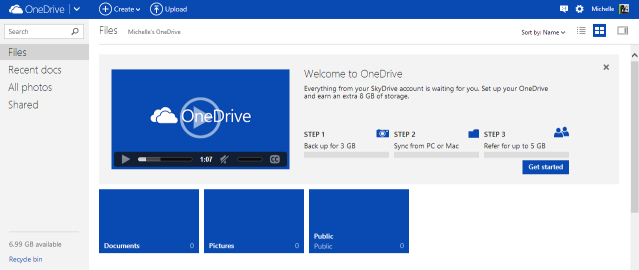 OneDrive
Create
Upload
Michelle
Search
Files
Recent docs
All photos
Shared
6.99 GB available
Recycle bin
Files
Michelle's OneDrive
Sort by: Name
OneDrive
1:07
CC
Welcome to OneDrive
Everything from your SkyDrive account is waiting for you. Set up your OneDrive
and earn an extra 8 GB of storage.
STEP 1
Back up for 3 GB
STEP 2
Sync from PC or Mac
STEP 3
Refer for up to 5 GB
Get started
Documents 0
Pictures 0
Public
Public 0